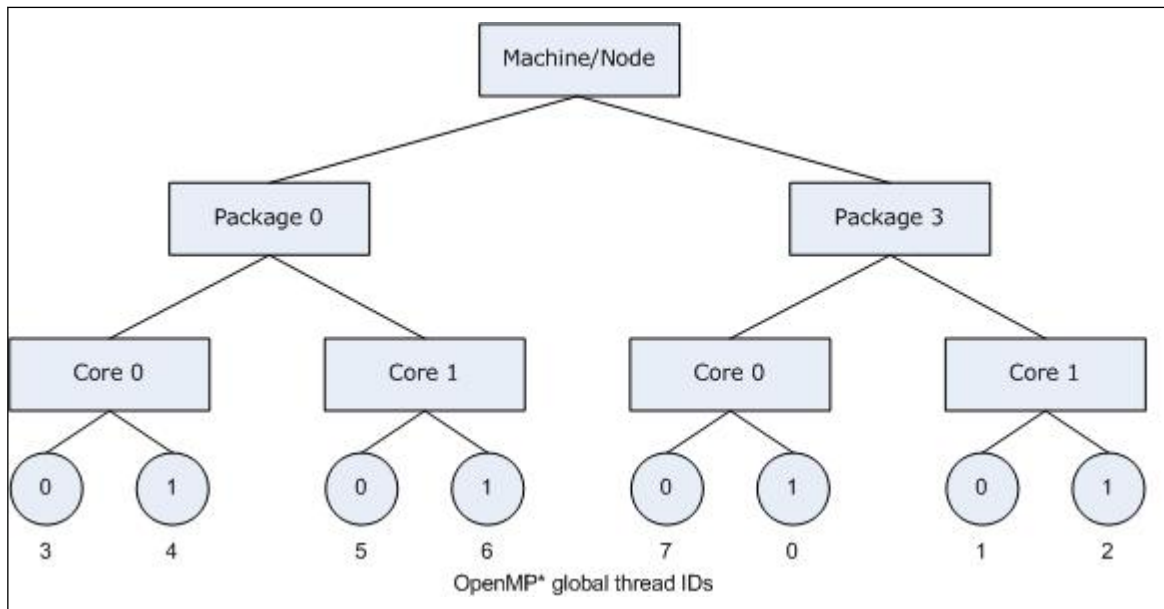 Machine/Node
Package 0 Package 3
Core 0 Core 1 Core 0 Core 1
0 1 0 1 0 1 0 1
3 4 5 6 7 0 1 2
OpenMP* global thread IDs